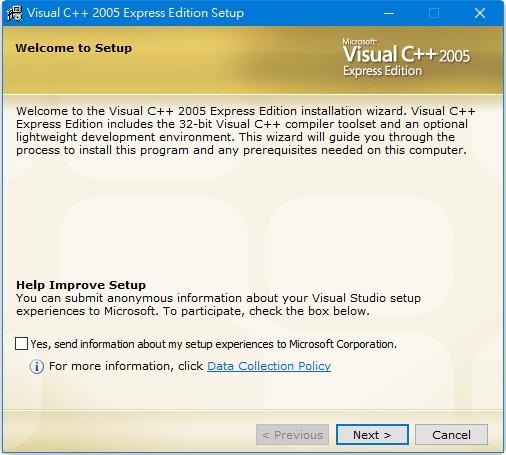 Visual C++ 2005 Express Edition Setup
Welcome to Setup
Microsoft
Visual C++ 2005
Express Edition
Welcome to the Visual C++ 2005 Express Edition installation wizard. Visual C++
Express Edition includes the 32-bit Visual C++ compiler toolset and an optional
lightweight development environment. This wizard will guide you through the
process to install this program and any prerequisites needed on this computer.
Help Improve Setup
You can submit anonymous information about your Visual Studio setup
experiences to Microsoft. To participate, check the box below.
Yes, send information about my setup experiences to Microsoft Corporation.
For more information, click Data Collection Policy
< Previous
Next >
Cancel